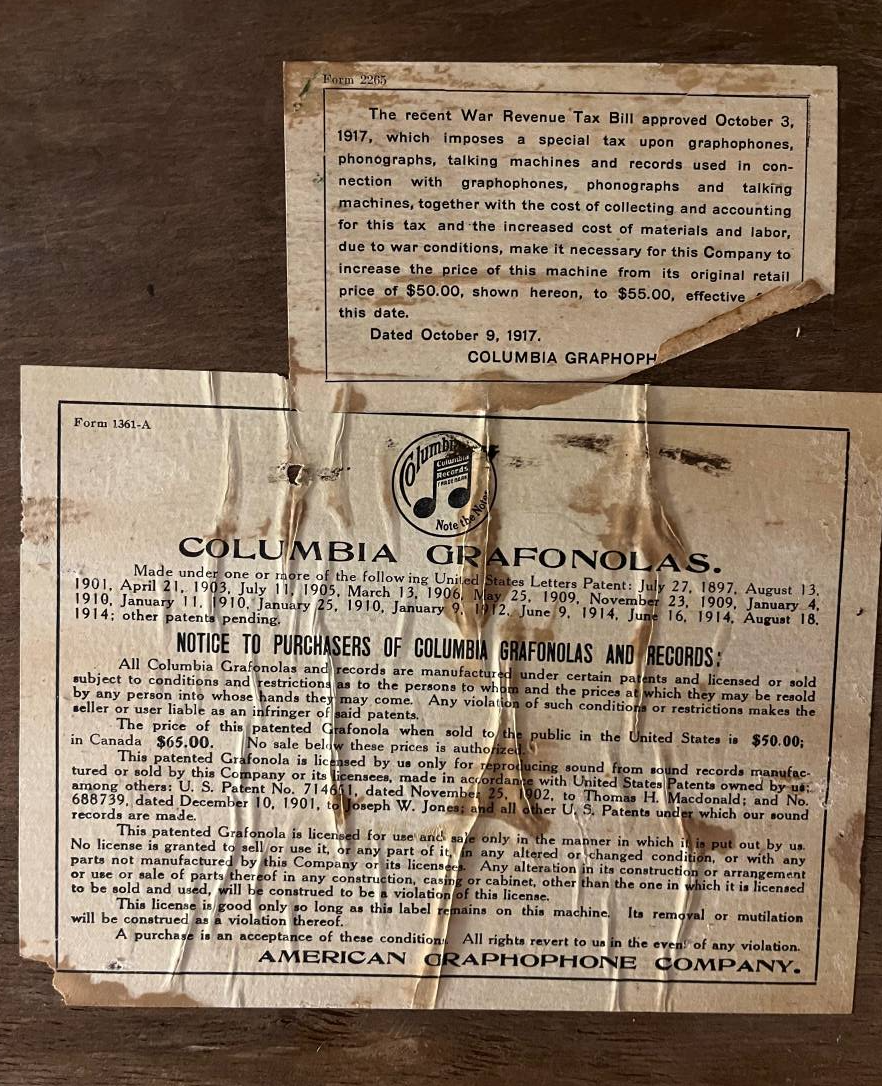 Form 2265
The recent War Revenue Tax Bill approved October 3,
1917, which imposes a special tax upon graphophones,
phonographs, talking machines and records used in con-
nection with graphophones, phonographs and talking
machines, together with the cost of collecting and accounting
for this tax and the increased cost of materials and labor,
due to war conditions, make it necessary for this Company to
increase the price of this machine from its original retail
price of $50.00, shown hereon, to $55.00, effective
this date.
Dated October 9, 1917.
COLUMBIA GRAPHOPH
Form 1361-A
Columbia
Columbia
Records
TRADE MARK
Note the Notes
COLUMBIA GRAFONOLAS.
Made under one or more of the following United States Letters Patent: July 27, 1897, August 13,
1901, April 21, 1903, July 11, 1905, March 13, 1906, May 25, 1909, November 23, 1909, January 4,
1910, January 11, 1910, January 25, 1910, January 9, 1912, June 9, 1914, June 16, 1914, August 18,
1914; other patents pending.
NOTICE TO PURCHASERS OF COLUMBIA GRAFONOLAS AND RECORDS:
All Columbia Grafonolas and records are manufactured under certain patents and licensed or sold
subject to conditions and restrictions as to the persons to whom and the prices at which they may be resold
by any person into whose hands they may come. Any violation of such conditions or restrictions makes the
seller or user liable as an infringer of said patents.
The price of this patented Grafonola when sold to the public in the United States is $50.00;
in Canada $65.00. No sale below these prices is authorized.
This patented Grafonola is licensed by us only for reproducing sound from sound records manufac-
tured or sold by this Company or its licensees, made in accordance with United States Patents owned by us;
among others: U. S. Patent No. 714651, dated November 25, 1902, to Thomas H. Macdonald; and No.
688739, dated December 10, 1901, to Joseph W. Jones; and all other U. S. Patents under which our sound
records are made.
This patented Grafonola is licensed for use and sale only in the manner in which it is put out by us.
No license is granted to sell or use it, or any part of it, in any altered or changed condition, or with any
parts not manufactured by this Company or its licensees. Any alteration in its construction or arrangement
or use or sale of parts thereof in any construction, casing or cabinet, other than the one in which it is licensed
to be sold and used, will be construed to be a violation of this license.
This license is good only so long as this label remains on this machine. Its removal or mutilation
will be construed as a violation thereof.
A purchase is an acceptance of these conditions. All rights revert to us in the event of any violation.
AMERICAN GRAPHOPHONE COMPANY.